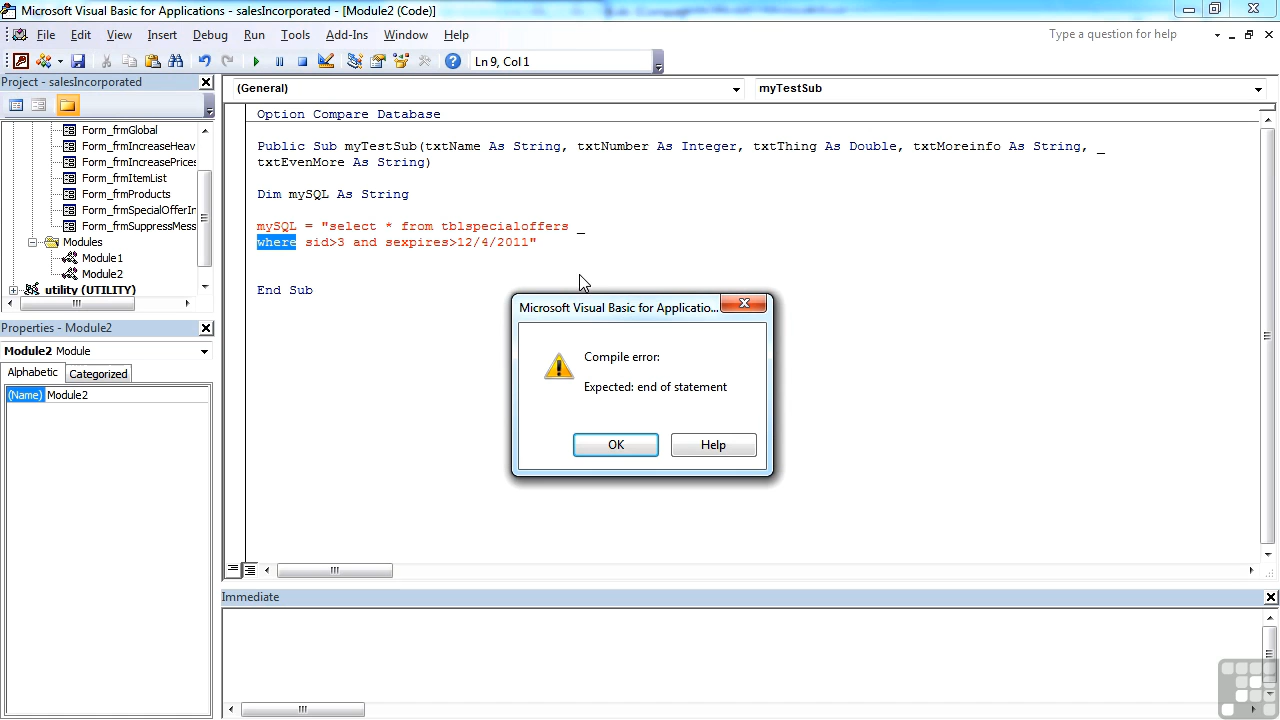 Microsoft Visual Basic for Applications - salesIncorporated - [Module2 (Code)]
File Edit View Insert Debug Run Tools Add-Ins Window Help
Type a question for help
Ln 9, Col 1
Project - salesIncorporated
(General)
myTestSub
Form_frmGlobal
Form_frmIncreaseHeav
Form_frmIncreasePrices
Form_frmItemList
Form_frmProducts
Form_frmSpecialOfferIn
Form_frmSuppressMess
Modules
Module1
Module2
utility (UTILITY)
Option Compare Database
Public Sub myTestSub(txtName As String, txtNumber As Integer, txtThing As Double, txtMoreinfo As String, _
txtEvenMore As String)
Dim mySQL As String
mySQL = "select * from tblspecialoffers _
where sid>3 and sexpires>12/4/2011"
End Sub
Properties - Module2
Module2 Module
Alphabetic Categorized
(Name) Module2
Microsoft Visual Basic for Applicatio...
Compile error:
Expected: end of statement
OK Help
Immediate